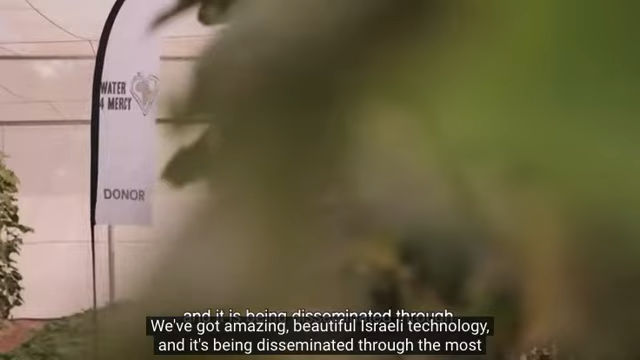 WATER
4 MERCY
DONOR
and it is being disseminated through
We've got amazing, beautiful Israeli technology,
and it's being disseminated through the most